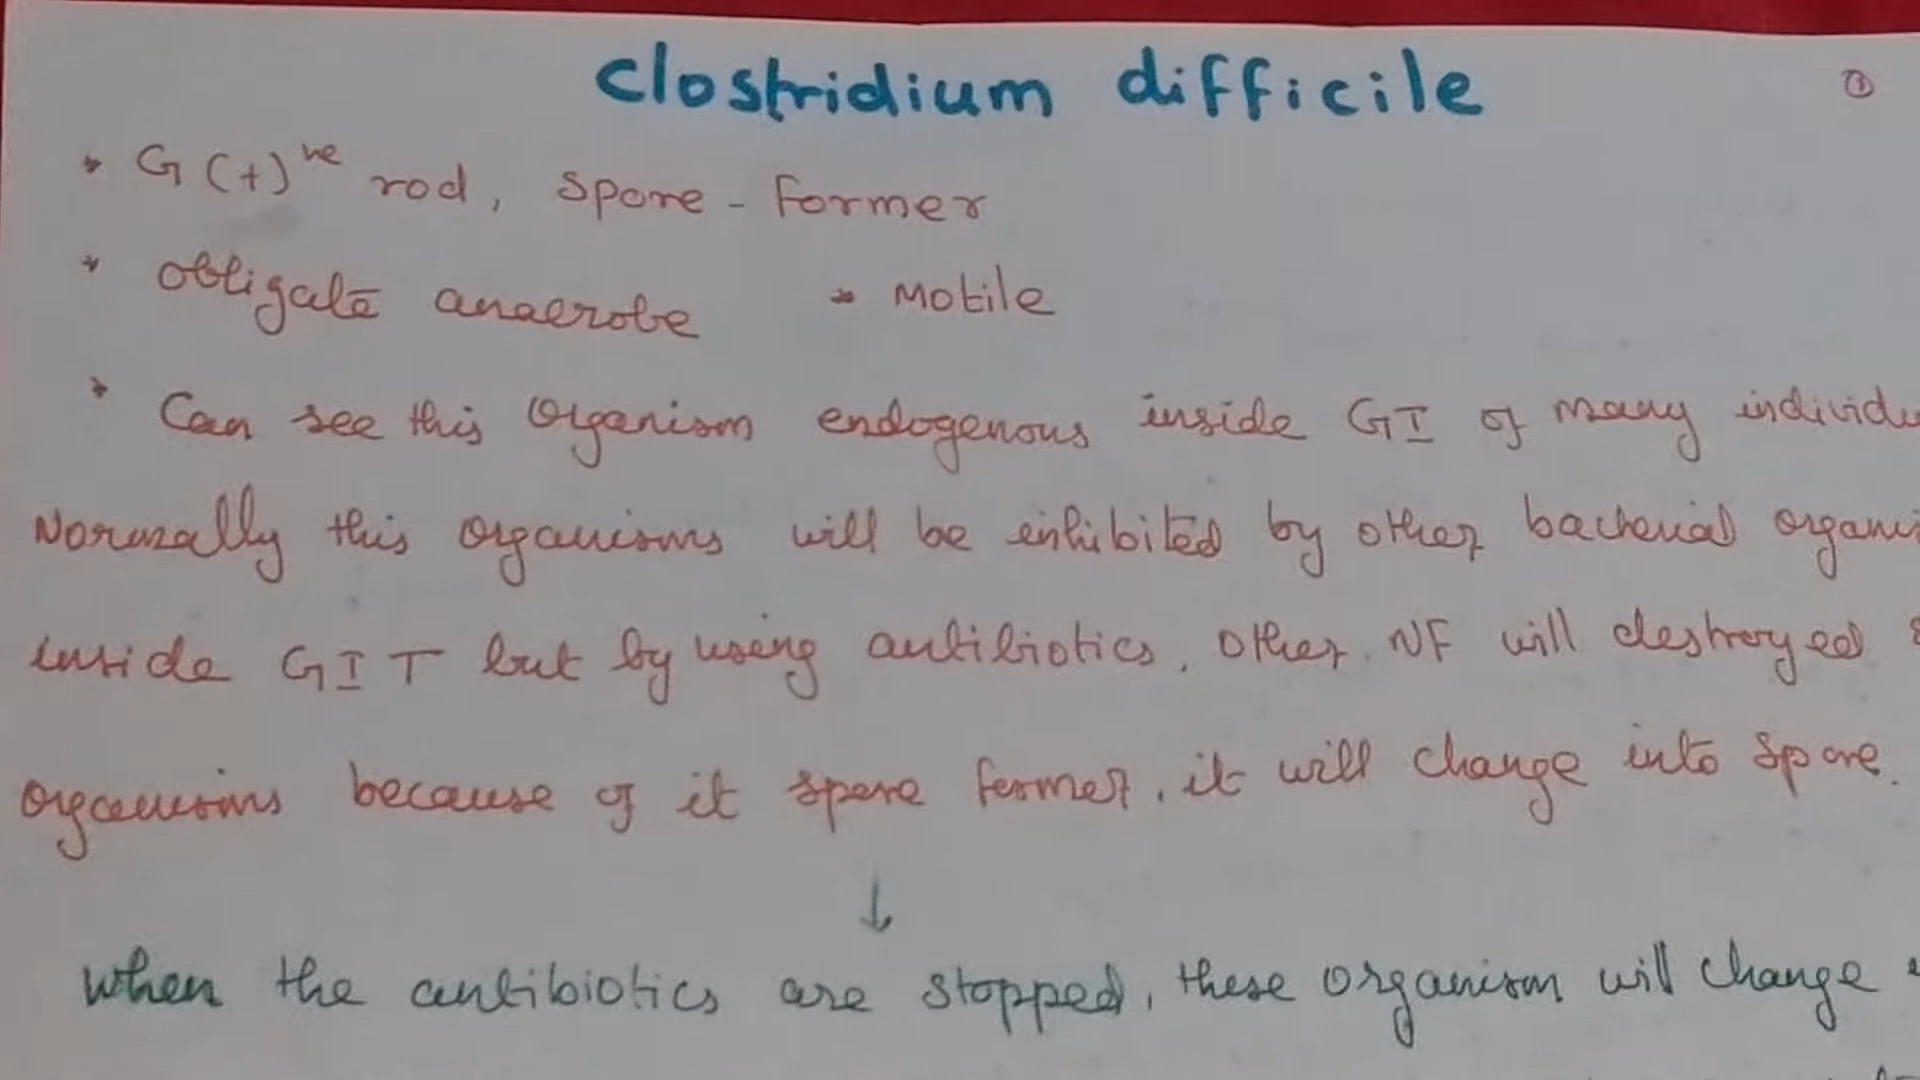 Clostridium difficile
①
* G (+)ve rod, Spore - Former
* obligate anaerobe * Motile
* Can see this Organism endogenous inside GI of many individu
Normally this organisms will be inhibited by other bacterial organi
inside GIT but by using antibiotics, other NF will destroyed
organisms because of it spore former, it will change into spore.
↓
when the antibiotics are stopped, these organism will change